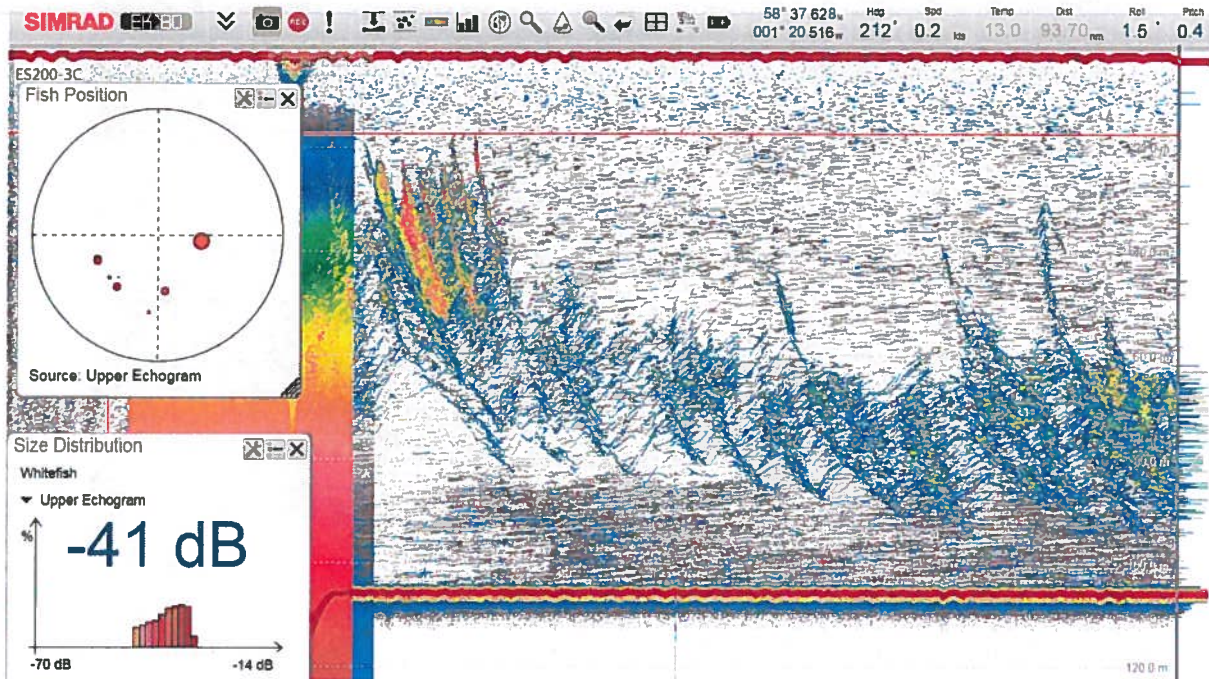 SIMRAD EK80
REC
58° 37.628 N
001° 20.516 W
Hdg
212°
Spd
0.2 kts
Temp
13.0
Dist
93.70 nm
Roll
1.5 °
Pitch
0.4
ES200-3C
Fish Position
Source: Upper Echogram
Size Distribution
Whitefish
Upper Echogram
%
-41 dB
-70 dB
-14 dB
120.0 m